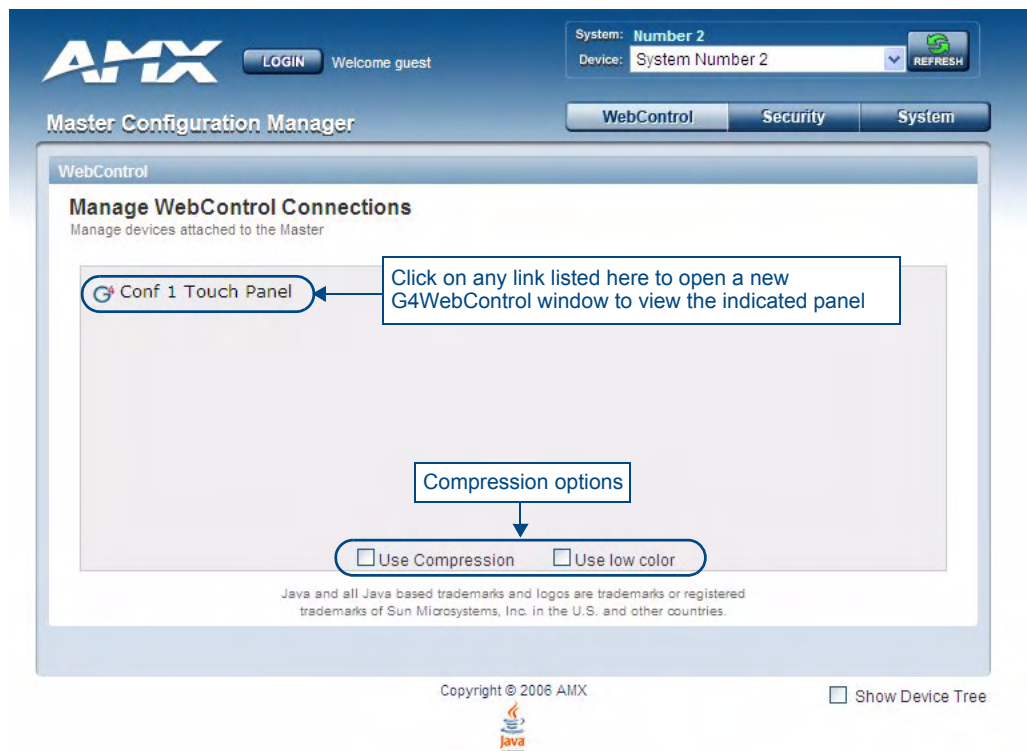 AMX
LOGIN Welcome guest
System: Number 2
Device: System Number 2
REFRESH
Master Configuration Manager
WebControl Security System
WebControl
Manage WebControl Connections
Manage devices attached to the Master
G4 Conf 1 Touch Panel
Click on any link listed here to open a new
G4WebControl window to view the indicated panel
Compression options
Use Compression Use low color
Java and all Java based trademarks and logos are trademarks or registered
trademarks of Sun Microsystems, Inc. in the U.S. and other countries.
Copyright © 2006 AMX
Show Device Tree
Java